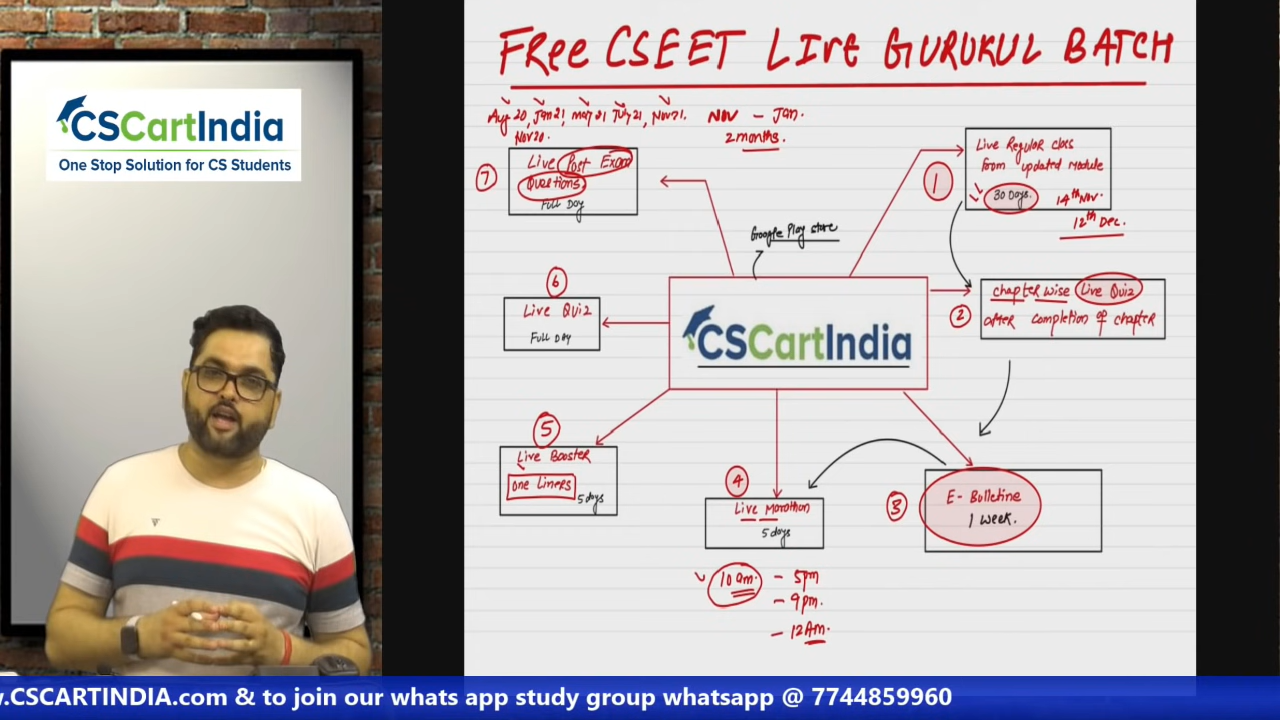 CSCartIndia
One Stop Solution for CS Students
FRee CSEET LIve GURUKUL BATCH
Aug 20, Jan 21, may 21, July 21, Nov 21. NOV - Jan.
Nov 20. 2 months.
7
Live Post Exam
Questions
Full Day
1
Live Regular class
from updated Module
30 Days. 14th Nov.
12th Dec.
Google Play store
6
Live Quiz
Full Day
CSCartIndia
2
chapter wise Live Quiz
after completion of chapter
5
Live Booster
one liners 5 days
4
Live Marathon
5 days
3
E- Bulletine
1 week.
10 am. - 5pm
- 9pm.
- 12 Am.
.CSCARTINDIA.com & to join our whats app study group whatsapp @ 7744859960